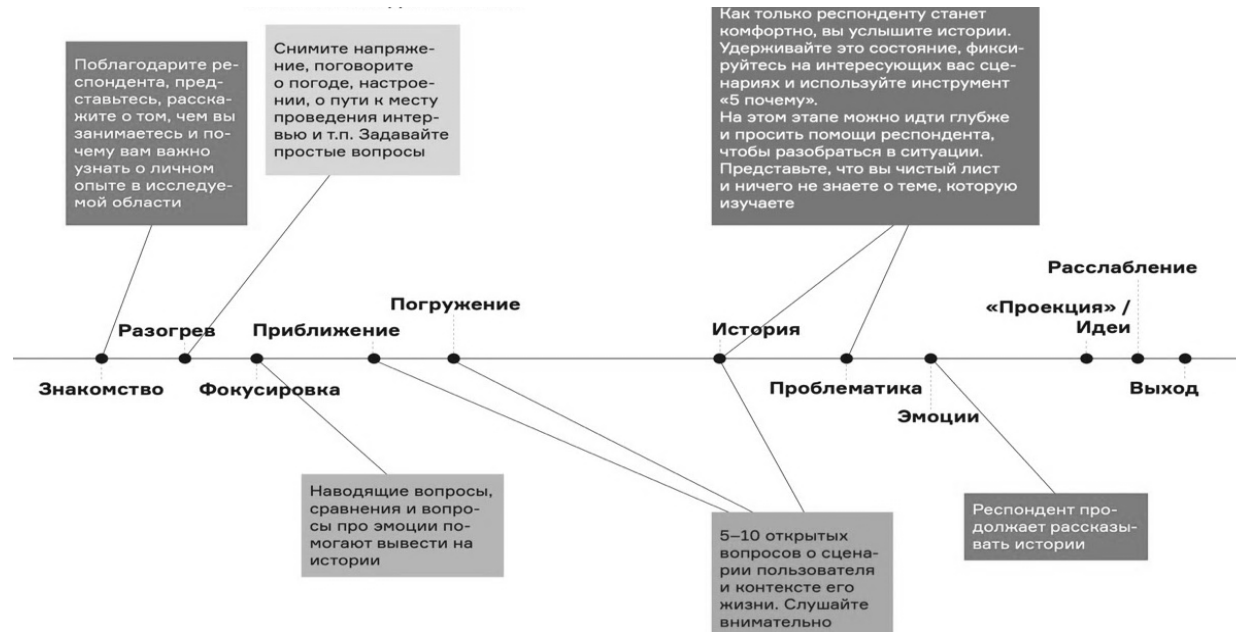 Поблагодарите ре-
спондента, пред-
ставьтесь, расска-
жите о том, чем вы
занимаетесь и по-
чему вам важно
узнать о личном
опыте в исследуе-
мой области
Снимите напряже-
ние, поговорите
о погоде, настрое-
нии, о пути к месту
проведения интер-
вью и т.п. Задавайте
простые вопросы
Как только респонденту станет
комфортно, вы услышите истории.
Удерживайте это состояние, фикси-
руйтесь на интересующих вас сце-
нариях и используйте инструмент
«5 почему».
На этом этапе можно идти глубже
и просить помощи респондента,
чтобы разобраться в ситуации.
Представьте, что вы чистый лист
и ничего не знаете о теме, которую
изучаете
Знакомство
Разогрев
Фокусировка
Приближение
Погружение
История
Проблематика
Эмоции
«Проекция» /
Идеи
Расслабление
Выход
Наводящие вопросы,
сравнения и вопро-
сы про эмоции по-
могают вывести на
истории
5–10 открытых
вопросов о сцена-
рии пользователя
и контексте его
жизни. Слушайте
внимательно
Респондент про-
должает рассказы-
вать истории